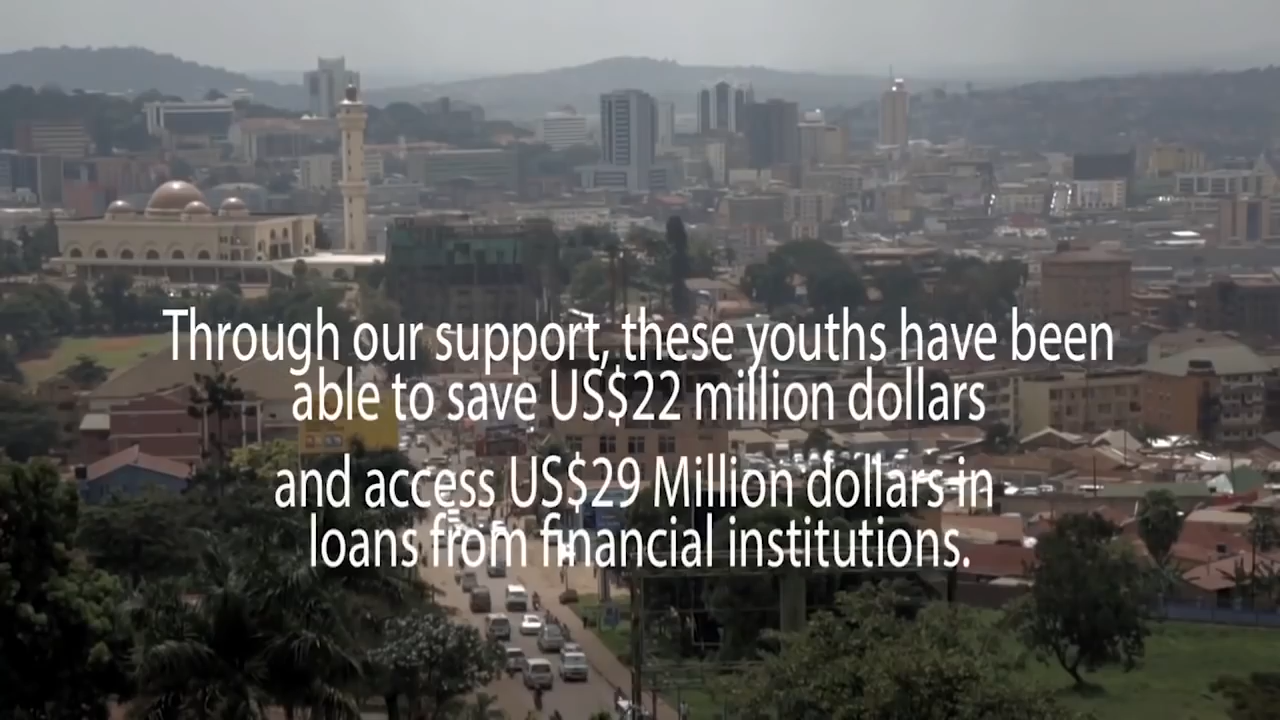 Through our support, these youths have been
able to save US$22 million dollars
and access US$29 Million dollars in
loans from financial institutions.